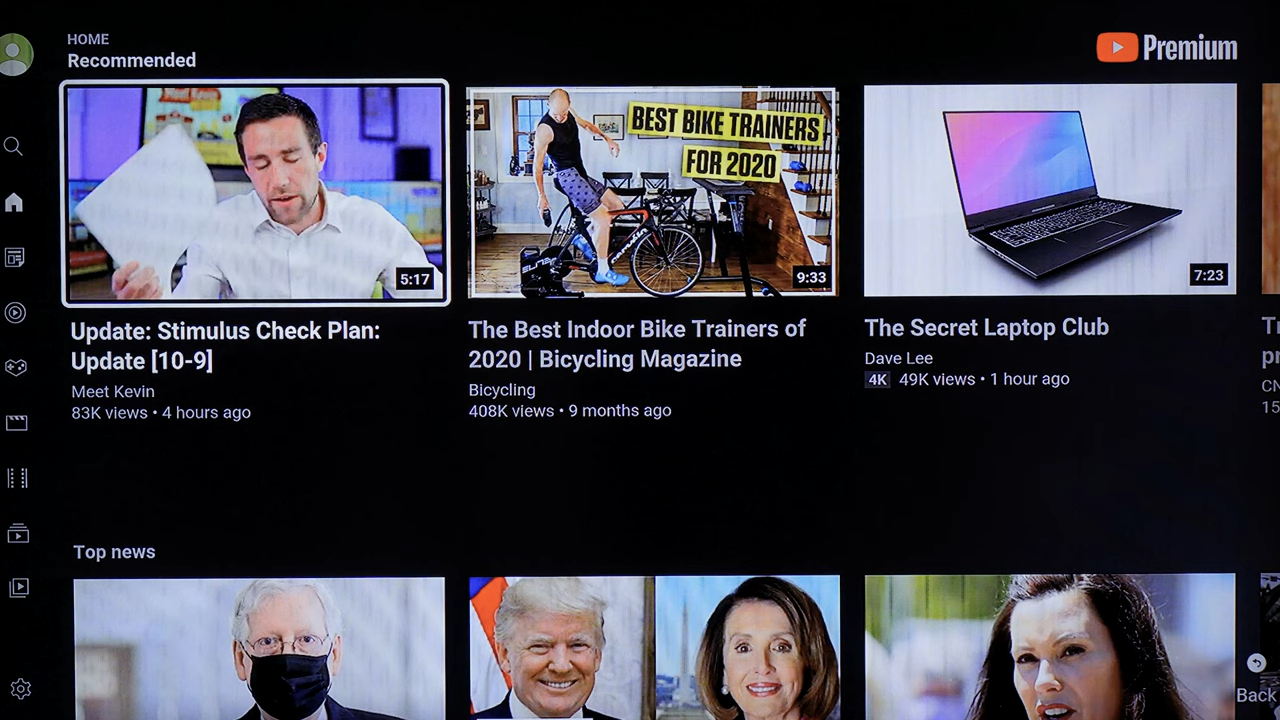 HOME
Recommended
Premium
BEST BIKE TRAINERS
FOR 2020
5:17
9:33
7:23
Update: Stimulus Check Plan:
Update [10-9]
Meet Kevin
83K views • 4 hours ago
The Best Indoor Bike Trainers of
2020 | Bicycling Magazine
Bicycling
408K views • 9 months ago
The Secret Laptop Club
Dave Lee
4K 49K views • 1 hour ago
Top news
Back